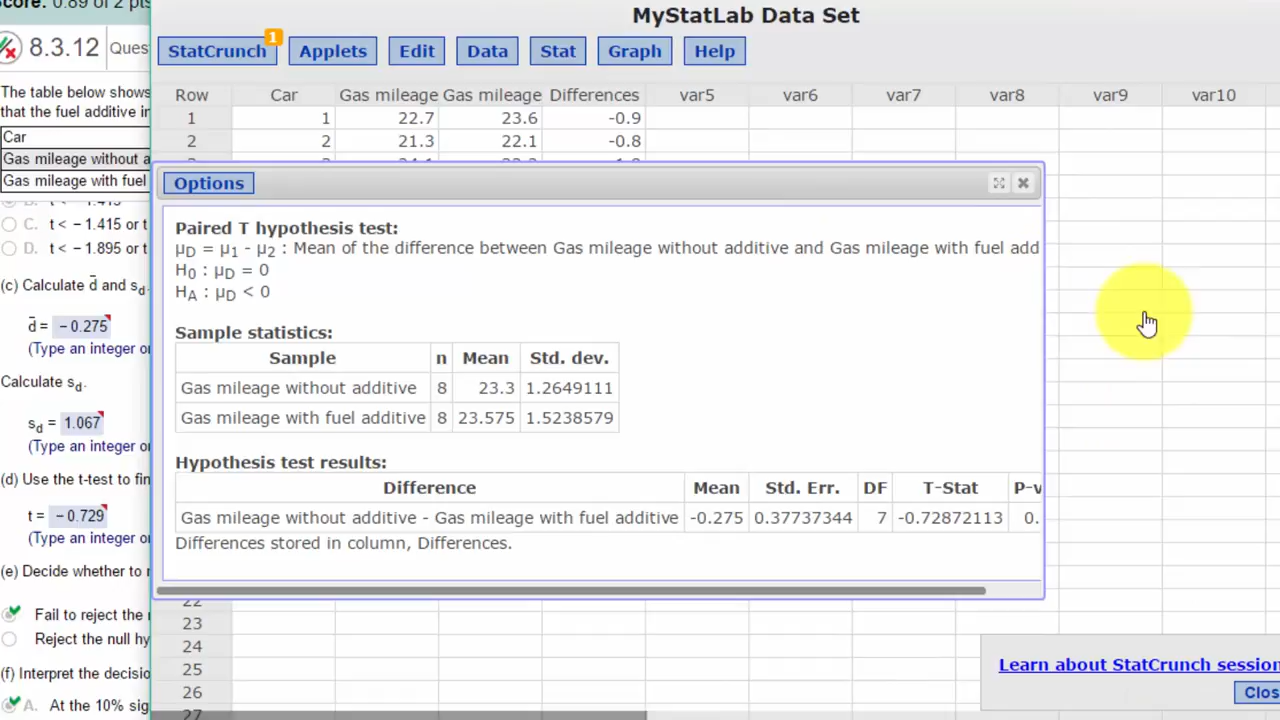 Score: 0.89 of 2 pts
MyStatLab Data Set
8.3.12 Ques
StatCrunch 1 Applets Edit Data Stat Graph Help
Row Car Gas mileage Gas mileage Differences var5 var6 var7 var8 var9 var10
1 1 22.7 23.6 -0.9
2 2 21.3 22.1 -0.8
The table below shows
that the fuel additive in
Car
Gas mileage without a
Gas mileage with fuel
C. t < − 1.415 or t
D. t < − 1.895 or t
(c) Calculate d̄ and sd.
d̄ = − 0.275
(Type an integer or
Calculate sd.
sd = 1.067
(Type an integer or
(d) Use the t-test to fin
t = − 0.729
(Type an integer or
(e) Decide whether to r
Fail to reject the
Reject the null hy
(f) Interpret the decisio
A. At the 10% sig
Options
Paired T hypothesis test:
μD = μ1 - μ2 : Mean of the difference between Gas mileage without additive and Gas mileage with fuel add
H0 : μD = 0
HA : μD < 0
Sample statistics:
Sample n Mean Std. dev.
Gas mileage without additive 8 23.3 1.2649111
Gas mileage with fuel additive 8 23.575 1.5238579
Hypothesis test results:
Difference Mean Std. Err. DF T-Stat P-v
Gas mileage without additive - Gas mileage with fuel additive -0.275 0.37737344 7 -0.72872113 0.
Differences stored in column, Differences.
22
23
24
25
26
27
Learn about StatCrunch session
Clos